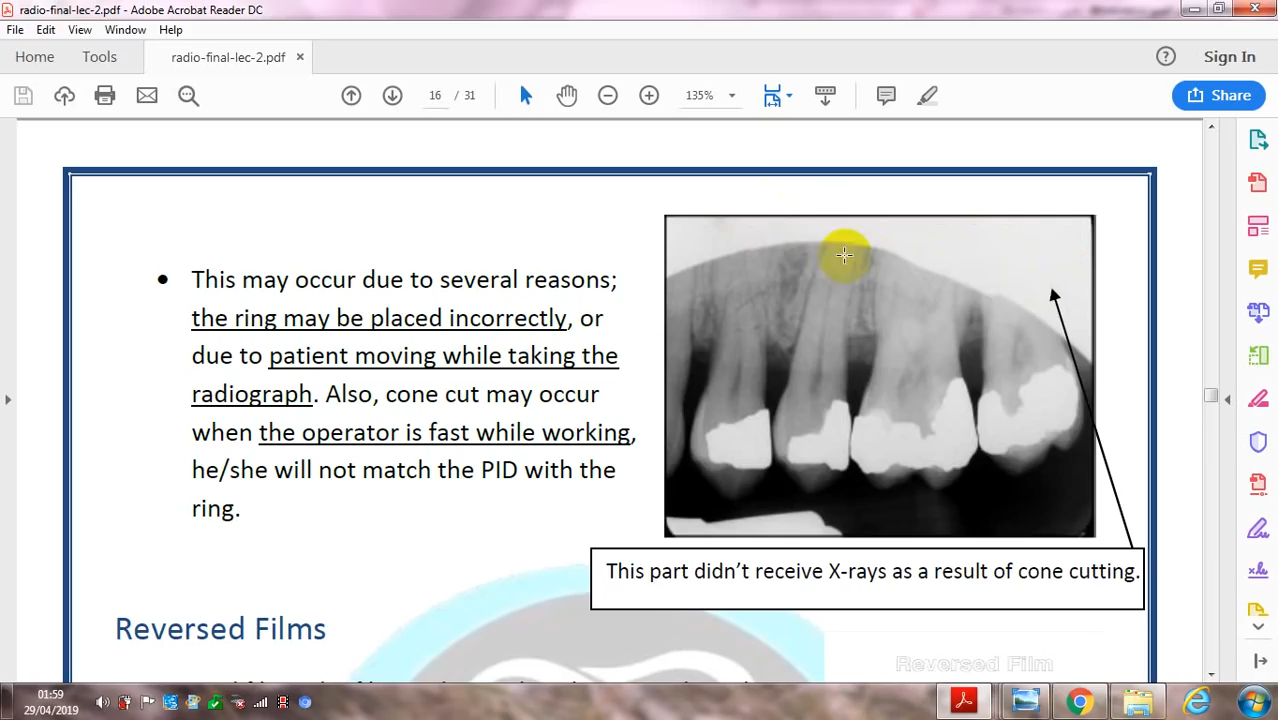 radio-final-lec-2.pdf - Adobe Acrobat Reader DC
File Edit View Window Help
Home Tools radio-final-lec-2.pdf × ? Sign In
16 / 31 135% Share
• This may occur due to several reasons;
the ring may be placed incorrectly, or
due to patient moving while taking the
radiograph. Also, cone cut may occur
when the operator is fast while working,
he/she will not match the PID with the
ring.
This part didn’t receive X-rays as a result of cone cutting.
Reversed Films
Reversed Film
01:59
29/04/2019